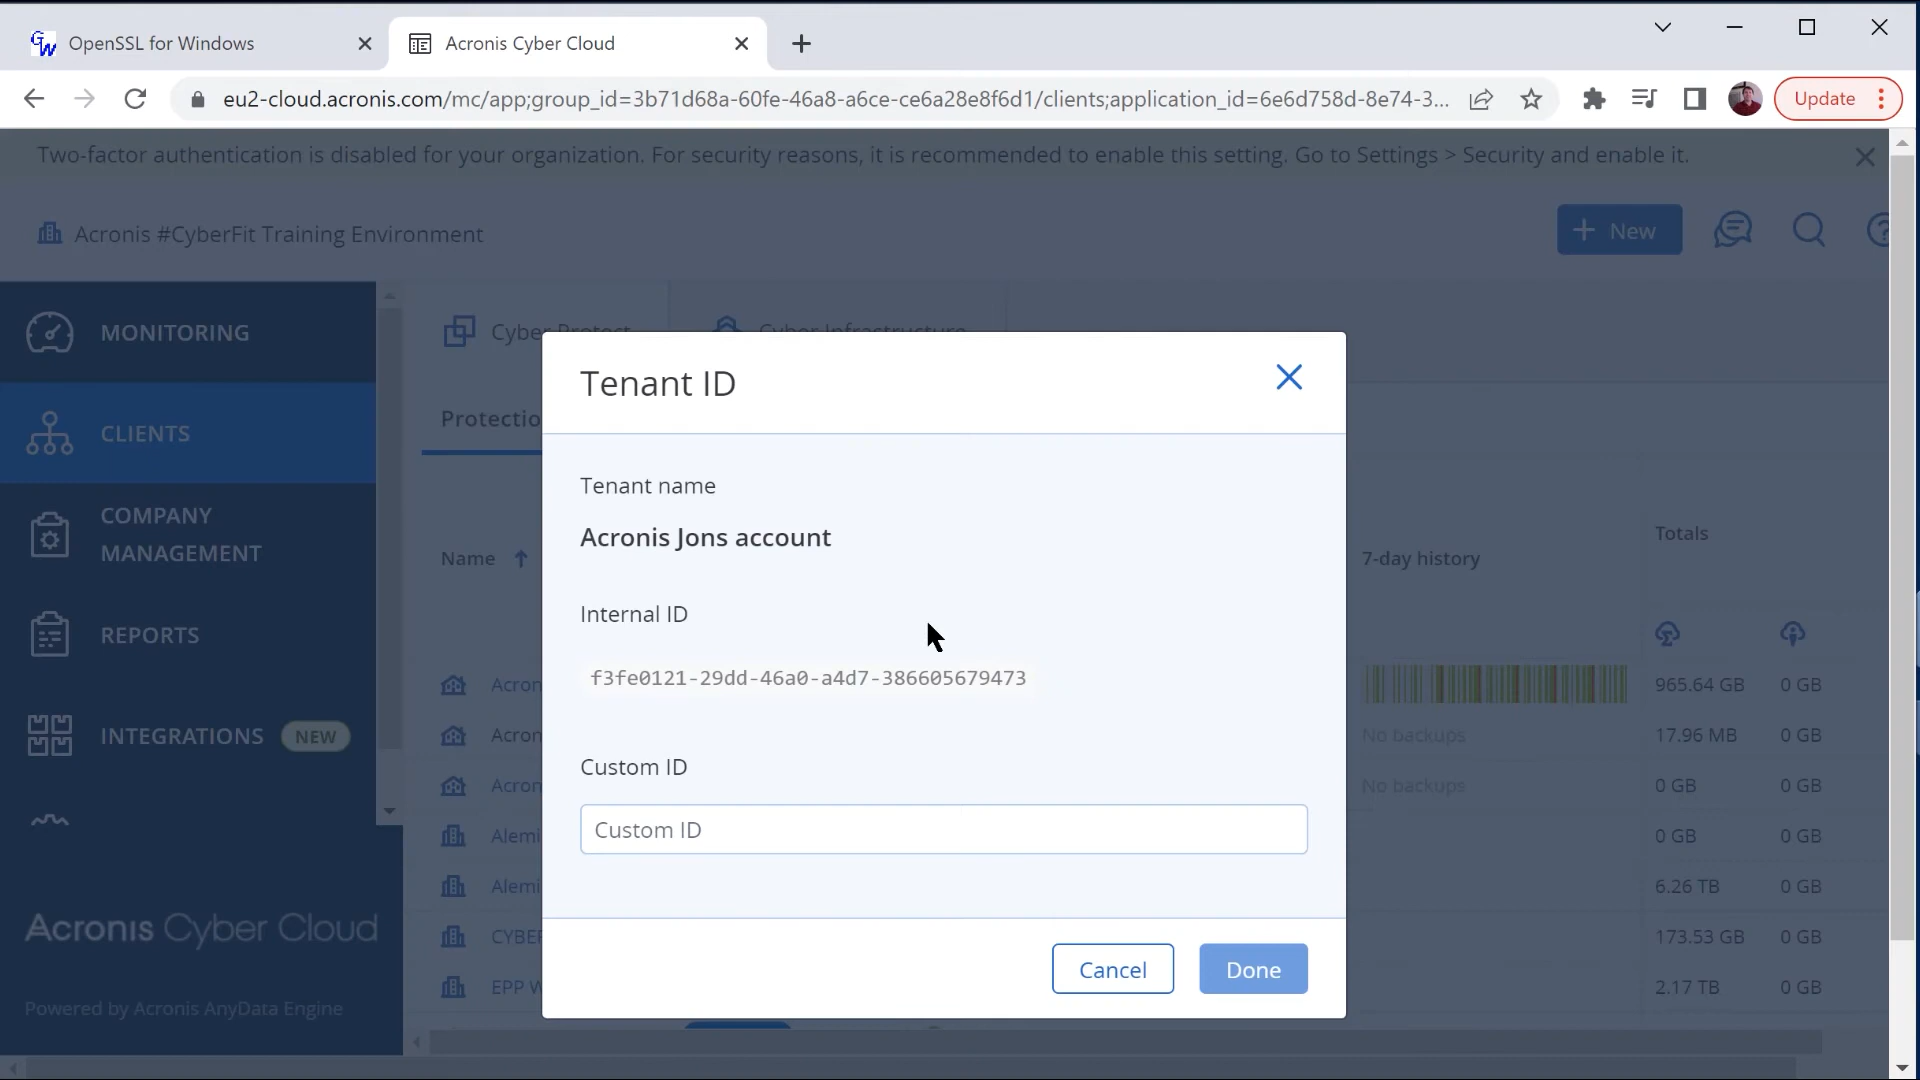 OpenSSL for Windows
Acronis Cyber Cloud
eu2-cloud.acronis.com/mc/app;group_id=3b71d68a-60fe-46a8-a6ce-ce6a28e8f6d1/clients;application_id=6e6d758d-8e74-3...
Update
Two-factor authentication is disabled for your organization. For security reasons, it is recommended to enable this setting. Go to Settings > Security and enable it.
Acronis #CyberFit Training Environment
+ New
MONITORING
CLIENTS
COMPANY
MANAGEMENT
REPORTS
INTEGRATIONS NEW
Acronis Cyber Cloud
Powered by Acronis AnyData Engine
Cyber Protect
Cyber Infrastructure
Protectio
Name
7-day history
Totals
Acron
965.64 GB 0 GB
Acron
No backups 17.96 MB 0 GB
Acron
No backups 0 GB 0 GB
Alemi
0 GB 0 GB
Alemi
6.26 TB 0 GB
CYBER
173.53 GB 0 GB
EPP W
2.17 TB 0 GB
Tenant ID
Tenant name
Acronis Jons account
Internal ID
f3fe0121-29dd-46a0-a4d7-386605679473
Custom ID
Custom ID
Cancel
Done